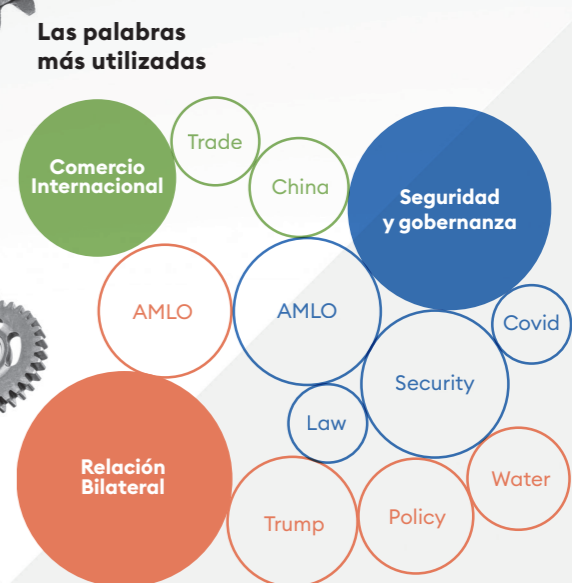 Las palabras
más utilizadas
Trade
Comercio
Internacional
China
Seguridad
y gobernanza
AMLO
AMLO
Covid
Security
Law
Relación
Bilateral
Water
Policy
Trump